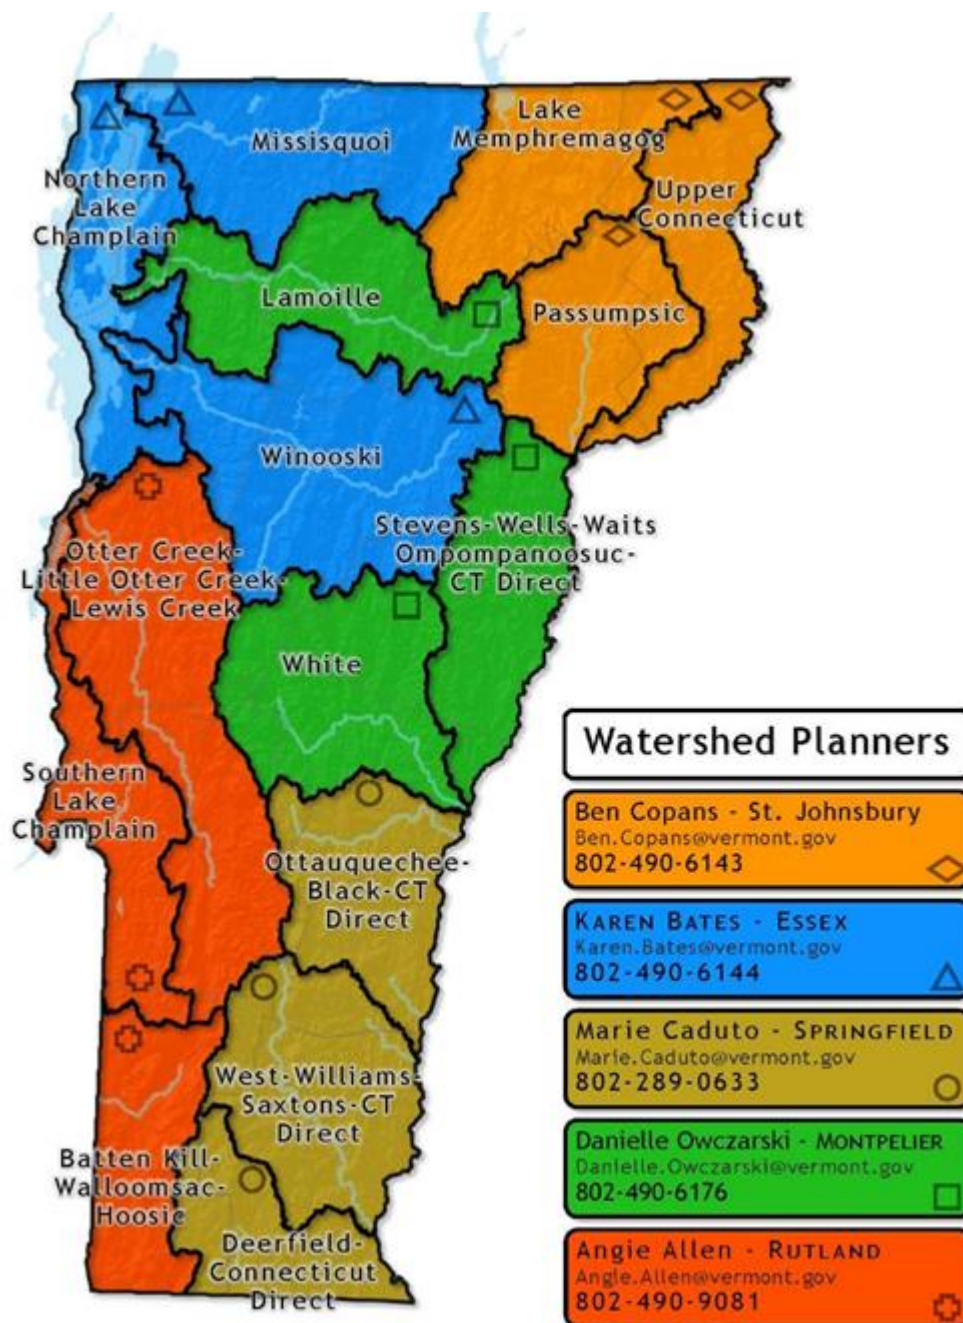 Lake
Memphremagog
Missisquoi
Northern
Lake
Champlain
Upper
Connecticut
Lamoille
Passumpsic
Winooski
Stevens-Wells-Waits
Ompompanoosuc-
CT Direct
Otter Creek-
Little Otter Creek-
Lewis Creek
White
Southern
Lake
Champlain
Ottauquechee-
Black-CT
Direct
West-Williams-
Saxtons-CT
Direct
Batten Kill-
Walloomsac-
Hoosic
Deerfield-
Connecticut
Direct
Watershed Planners
Ben Copans - St. Johnsbury
Ben.Copans@vermont.gov
802-490-6143
KAREN BATES - ESSEX
Karen.Bates@vermont.gov
802-490-6144
Marie Caduto - SPRINGFIELD
Marie.Caduto@vermont.gov
802-289-0633
Danielle Owczarski - MONTPELIER
Danielle.Owczarski@vermont.gov
802-490-6176
Angie Allen - RUTLAND
Angie.Allen@vermont.gov
802-490-9081